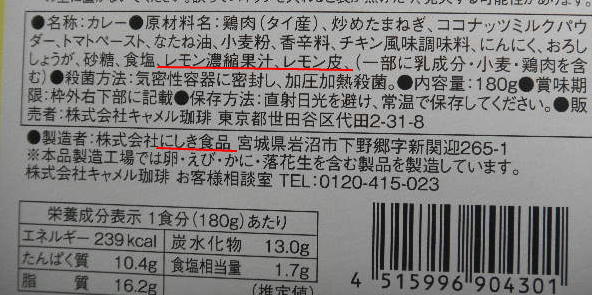 ●名称:カレー●原材料名:鶏肉(タイ産)、炒めたまねぎ、ココナッツミルクパウ
ダー、トマトペースト、なたね油、小麦粉、香辛料、チキン風味調味料、にんにく、おろし
しょうが、砂糖、食塩、レモン濃縮果汁、レモン皮、(一部に乳成分・小麦・鶏肉を含
む)●殺菌方法:気密性容器に密封し、加圧加熱殺菌。●内容量:180g●賞味期
限:枠外右下部に記載●保存方法:直射日光を避け、常温で保存してください。●販
売者:株式会社キャメル珈琲 東京都世田谷区代田2-31-8
●製造者:株式会社にしき食品 宮城県岩沼市下野郷字新関迎265-1
※本品製造工場では卵・えび・かに・落花生を含む製品を製造しています。
株式会社キャメル珈琲 お客様相談室 TEL:0120-415-023
栄養成分表示 1食分(180g)あたり
エネルギー 239kcal 炭水化物 13.0g
たんぱく質 10.4g 食塩相当量 1.7g
脂質 16.2g (推定値)
4 515996 904301